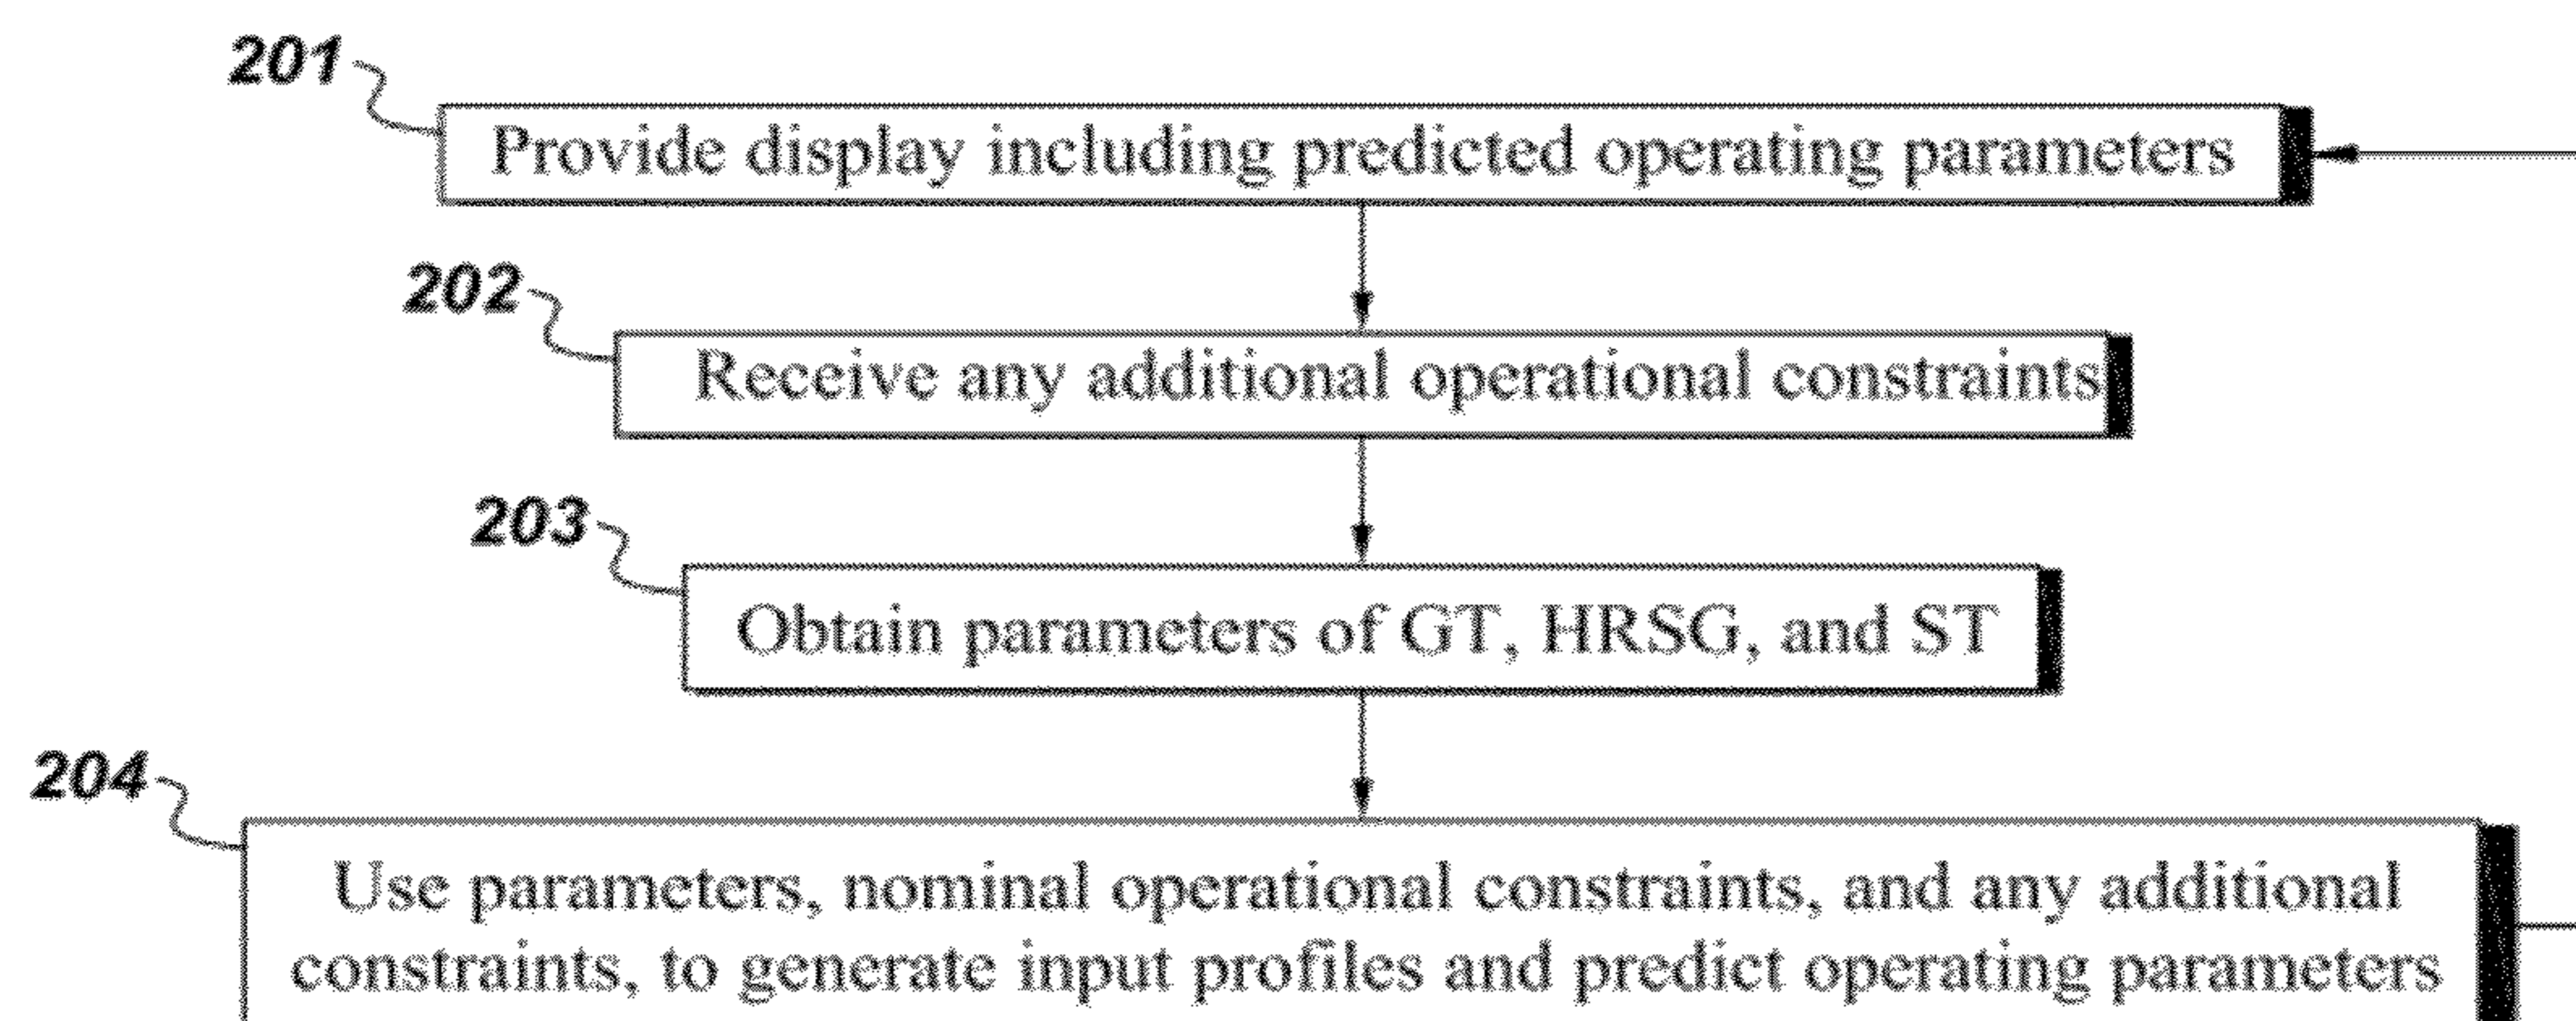 201
Provide display including predicted operating parameters
202
Receive any additional operational constraints
203
Obtain parameters of GT, HRSG, and ST
204
Use parameters, nominal operational constraints, and any additional
constraints, to generate input profiles and predict operating parameters